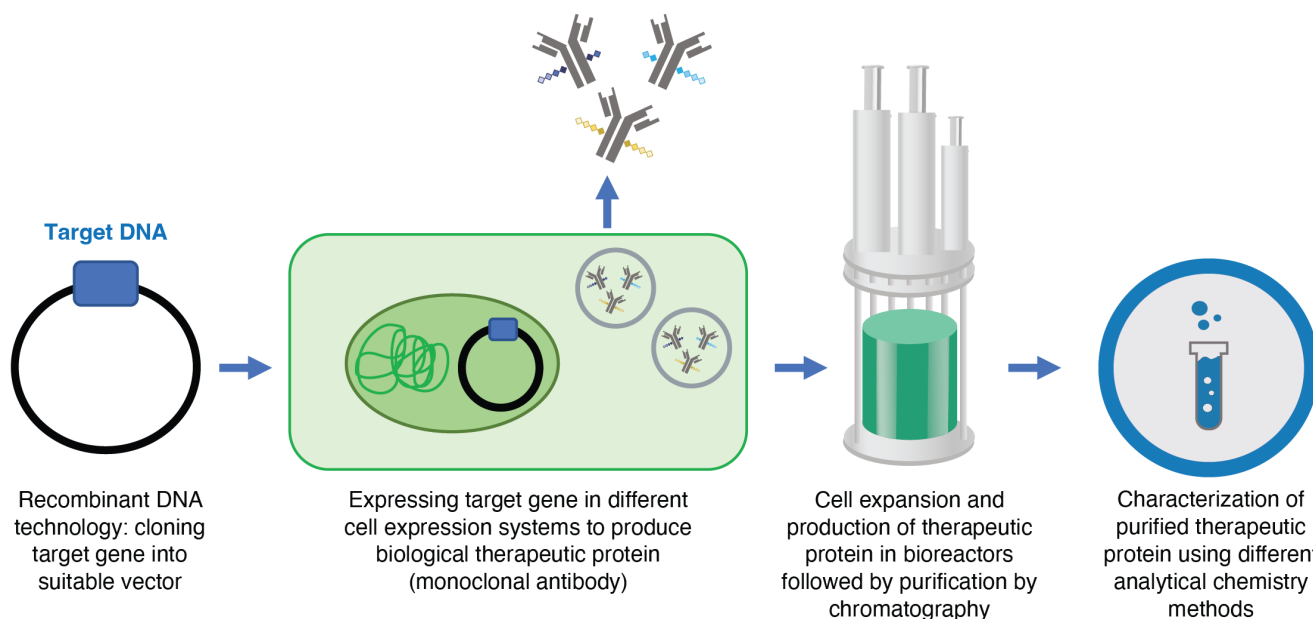 Target DNA
Recombinant DNA
technology: cloning
target gene into
suitable vector
Expressing target gene in different
cell expression systems to produce
biological therapeutic protein
(monoclonal antibody)
Cell expansion and
production of therapeutic
protein in bioreactors
followed by purification by
chromatography
Characterization of
purified therapeutic
protein using different
analytical chemistry
methods